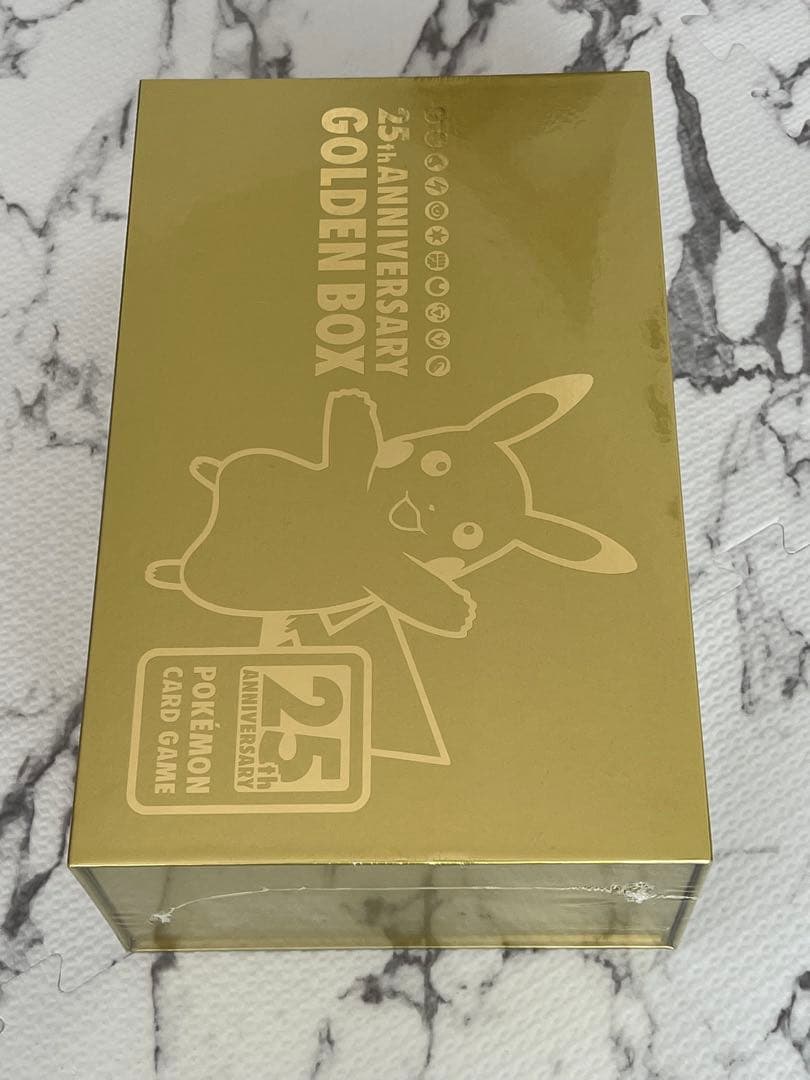 25th ANNIVERSARY
GOLDEN BOX
25th
ANNIVERSARY
POKÉMON
CARD GAME